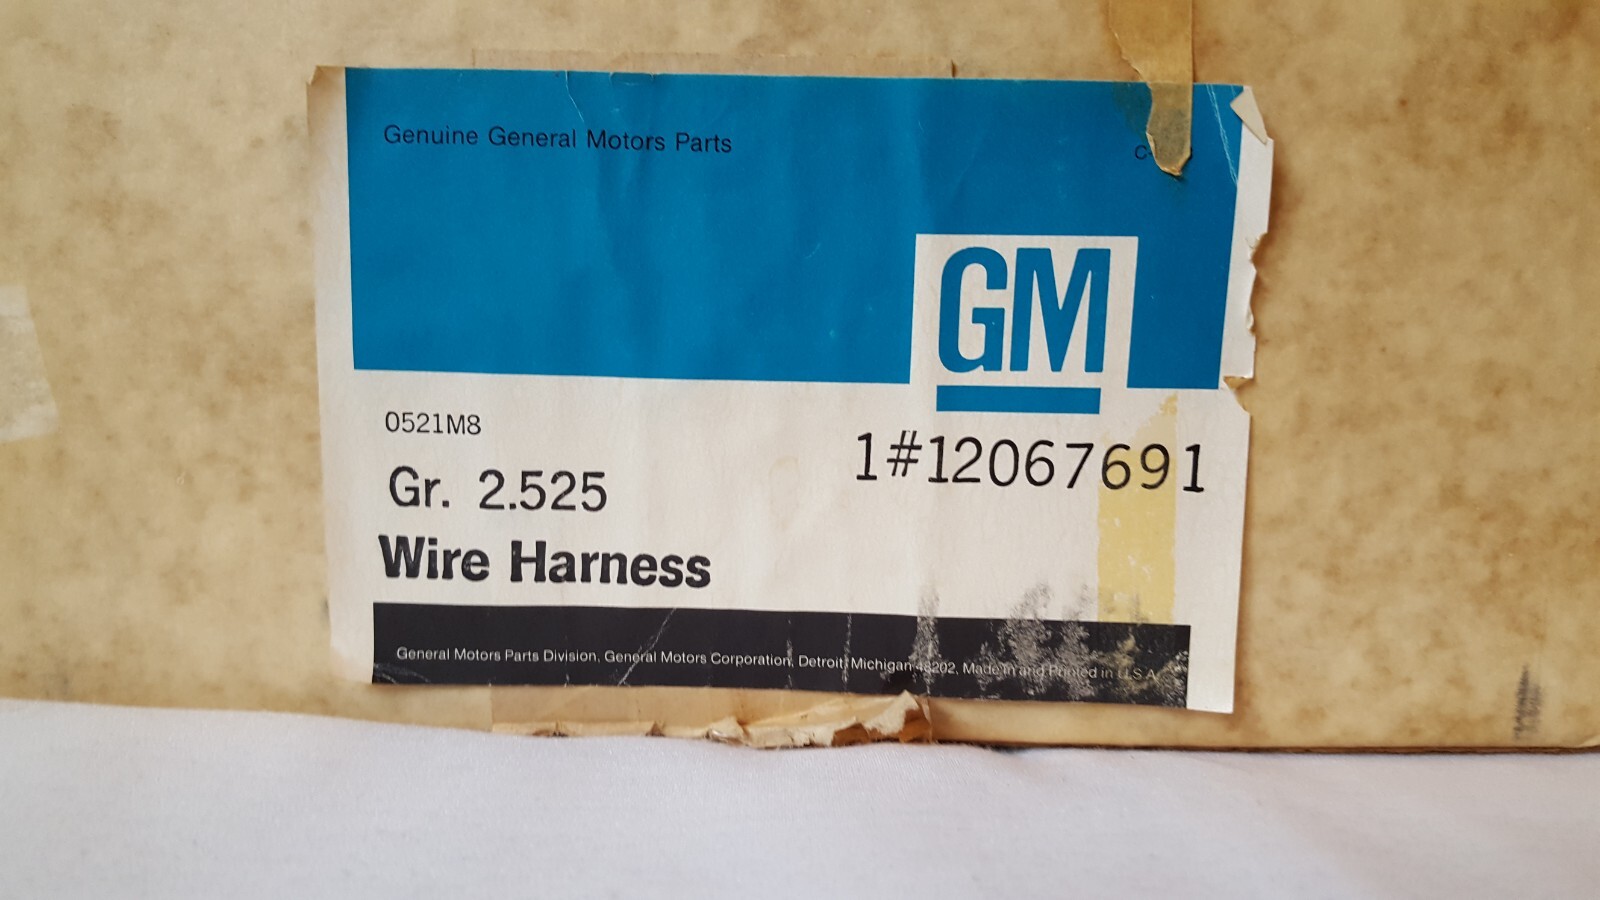 Genuine General Motors Parts
GM
0521M8
1#12067691
Gr. 2.525
Wire Harness
General Motors Parts Division, General Motors Corporation, Detroit, Michigan 48202, Made in and Printed in U.S.A.